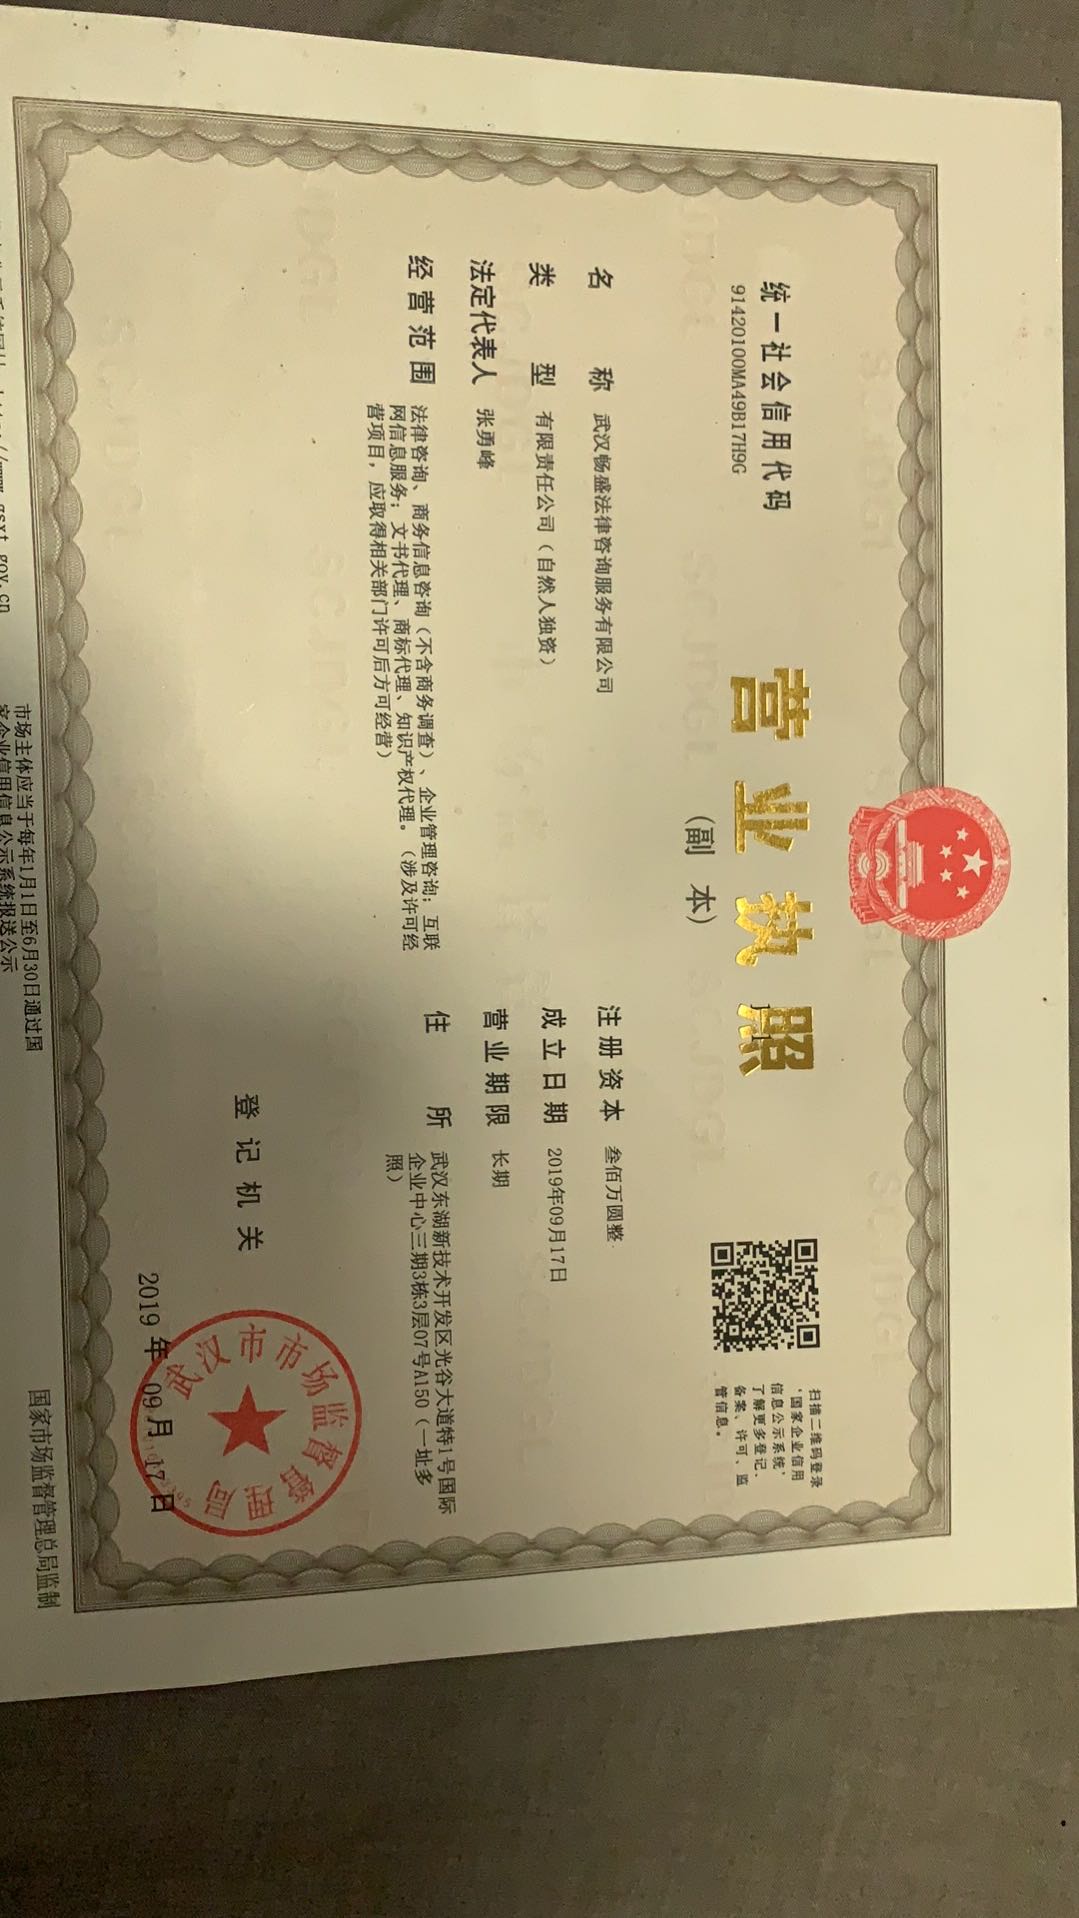 统一社会信用代码
91420100MA49B17H9G
营业执照
（副 本）
扫描二维码登录
‘国家企业信用
信息公示系统’
了解更多登记、
备案、许可、监
管信息。
名 称 武汉畅盛法律咨询服务有限公司
类 型 有限责任公司（自然人独资）
法定代表人 张勇峰
经营范围 法律咨询、商务信息咨询（不含商务调查）、企业管理咨询；互联
网信息服务；文书代理、商标代理、知识产权代理。（涉及许可经
营项目，应取得相关部门许可后方可经营）
注册资本 叁佰万圆整
成立日期 2019年09月17日
营业期限 长期
住 所 武汉东湖新技术开发区光谷大道特1号国际
企业中心三期3栋3层07号A150（一址多
照）
登记机关
武汉市市场监督管理局
2019年09月17日
市场主体应当于每年1月1日至6月30日通过国
家企业信用信息公示系统报送公示
国家市场监督管理总局监制